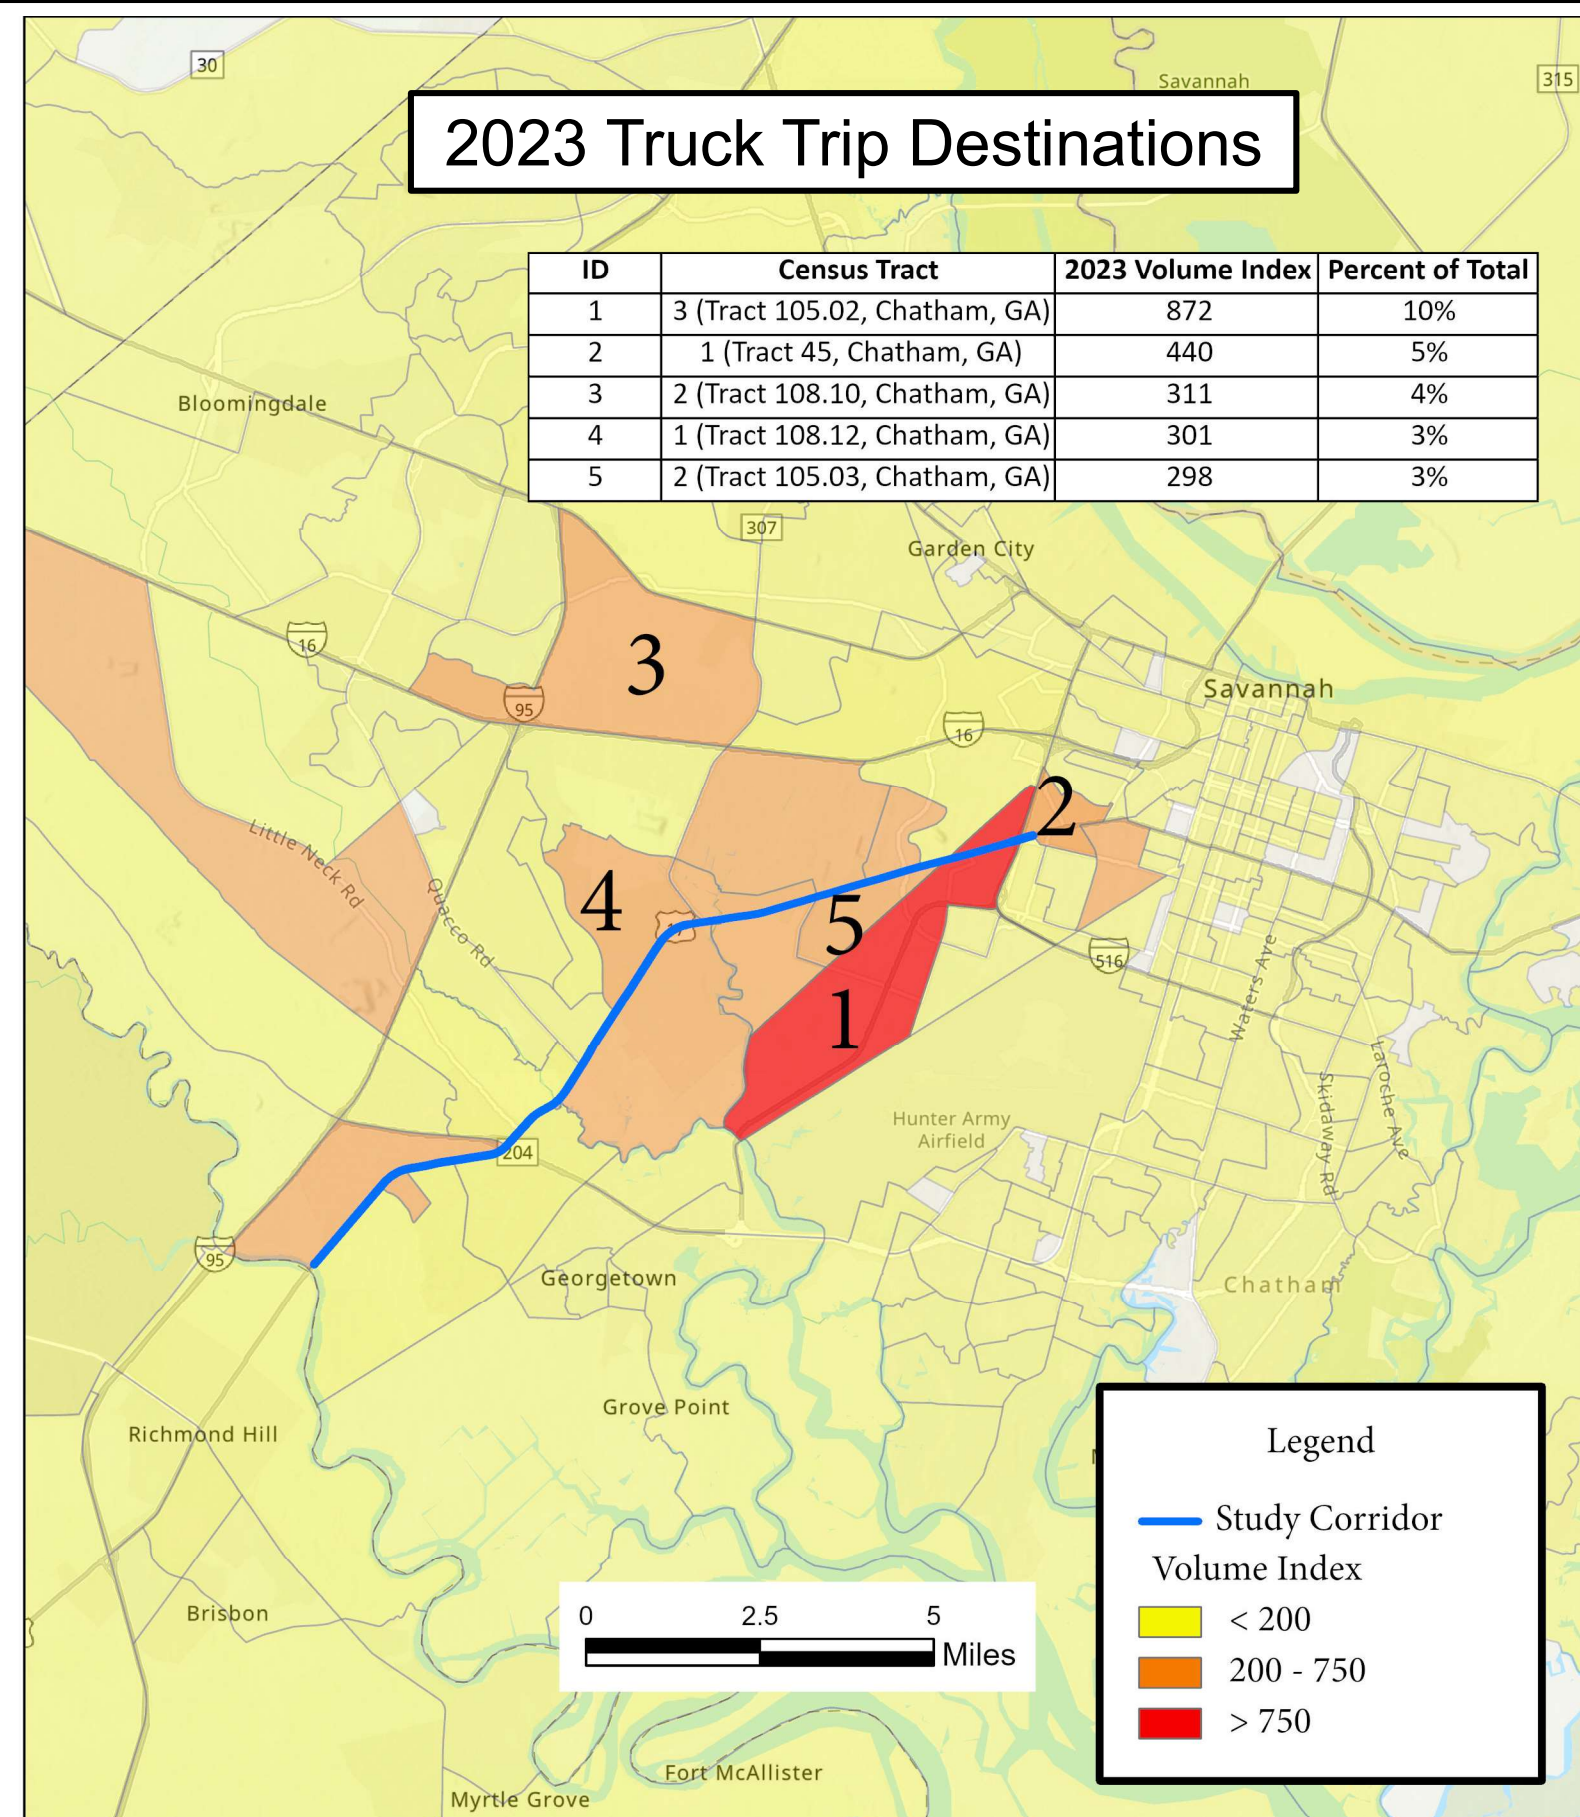 30
Savannah
315
2023 Truck Trip Destinations
ID Census Tract 2023 Volume Index Percent of Total
1 3 (Tract 105.02, Chatham, GA) 872 10%
2 1 (Tract 45, Chatham, GA) 440 5%
3 2 (Tract 108.10, Chatham, GA) 311 4%
4 1 (Tract 108.12, Chatham, GA) 301 3%
5 2 (Tract 105.03, Chatham, GA) 298 3%
Bloomingdale
307
Garden City
16
3
95
Savannah
16
2
Little Neck Rd
Quacco Rd
4
17
5
516
Waters Ave
1
Laroche Ave
Skidaway Rd
Hunter Army
Airfield
204
95
Georgetown
Chatham
Grove Point
Richmond Hill
Legend
Study Corridor
Volume Index
< 200
200 - 750
> 750
Brisbon
0 2.5 5
Miles
Fort McAllister
Myrtle Grove